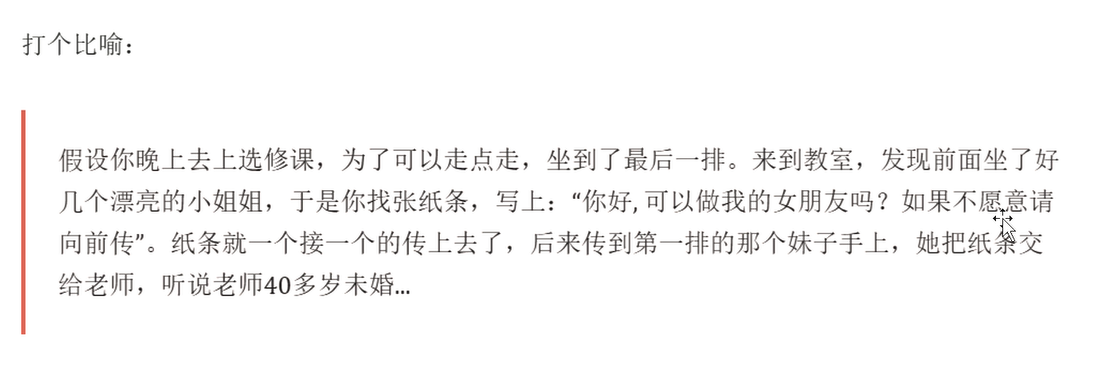 打个比喻：
假设你晚上去上选修课，为了可以走点走，坐到了最后一排。来到教室，发现前面坐了好
几个漂亮的小姐姐，于是你找张纸条，写上：“你好, 可以做我的女朋友吗？如果不愿意请
向前传”。纸条就一个接一个的传上去了，后来传到第一排的那个妹子手上，她把纸条交
给老师，听说老师40多岁未婚...